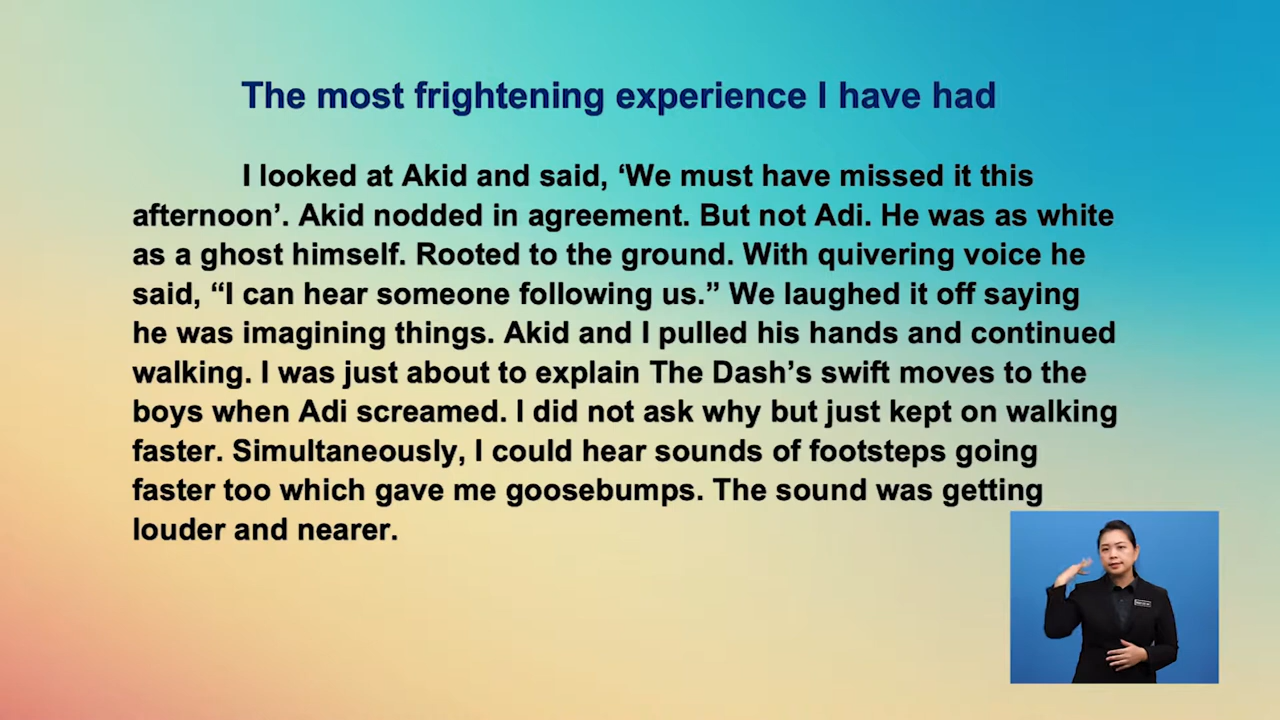 The most frightening experience I have had
I looked at Akid and said, ‘We must have missed it this
afternoon’. Akid nodded in agreement. But not Adi. He was as white
as a ghost himself. Rooted to the ground. With quivering voice he
said, “I can hear someone following us.” We laughed it off saying
he was imagining things. Akid and I pulled his hands and continued
walking. I was just about to explain The Dash’s swift moves to the
boys when Adi screamed. I did not ask why but just kept on walking
faster. Simultaneously, I could hear sounds of footsteps going
faster too which gave me goosebumps. The sound was getting
louder and nearer.